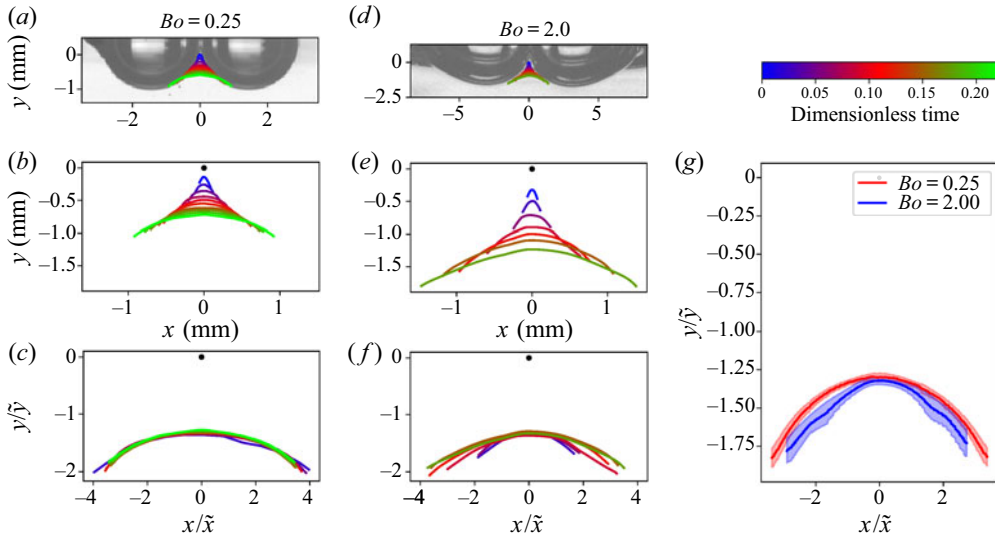 (a)
Bo = 0.25
y (mm)
0
−1
−2
0
2
(d)
Bo = 2.0
0
−2.5
−5
0
5
0
0.05
0.10
0.15
0.20
Dimensionless time
(b)
y (mm)
0
−0.5
−1.0
−1.5
−1
0
1
x (mm)
(e)
0
−0.5
−1.0
−1.5
−1
0
1
x (mm)
(c)
y/ỹ
0
−1
−2
−4
−2
0
2
4
x/x̃
(f)
0
−1
−2
−4
−2
0
2
4
x/x̃
(g)
Bo = 0.25
Bo = 2.00
y/ỹ
0
−0.25
−0.50
−0.75
−1.00
−1.25
−1.50
−1.75
−2
0
2
x/x̃